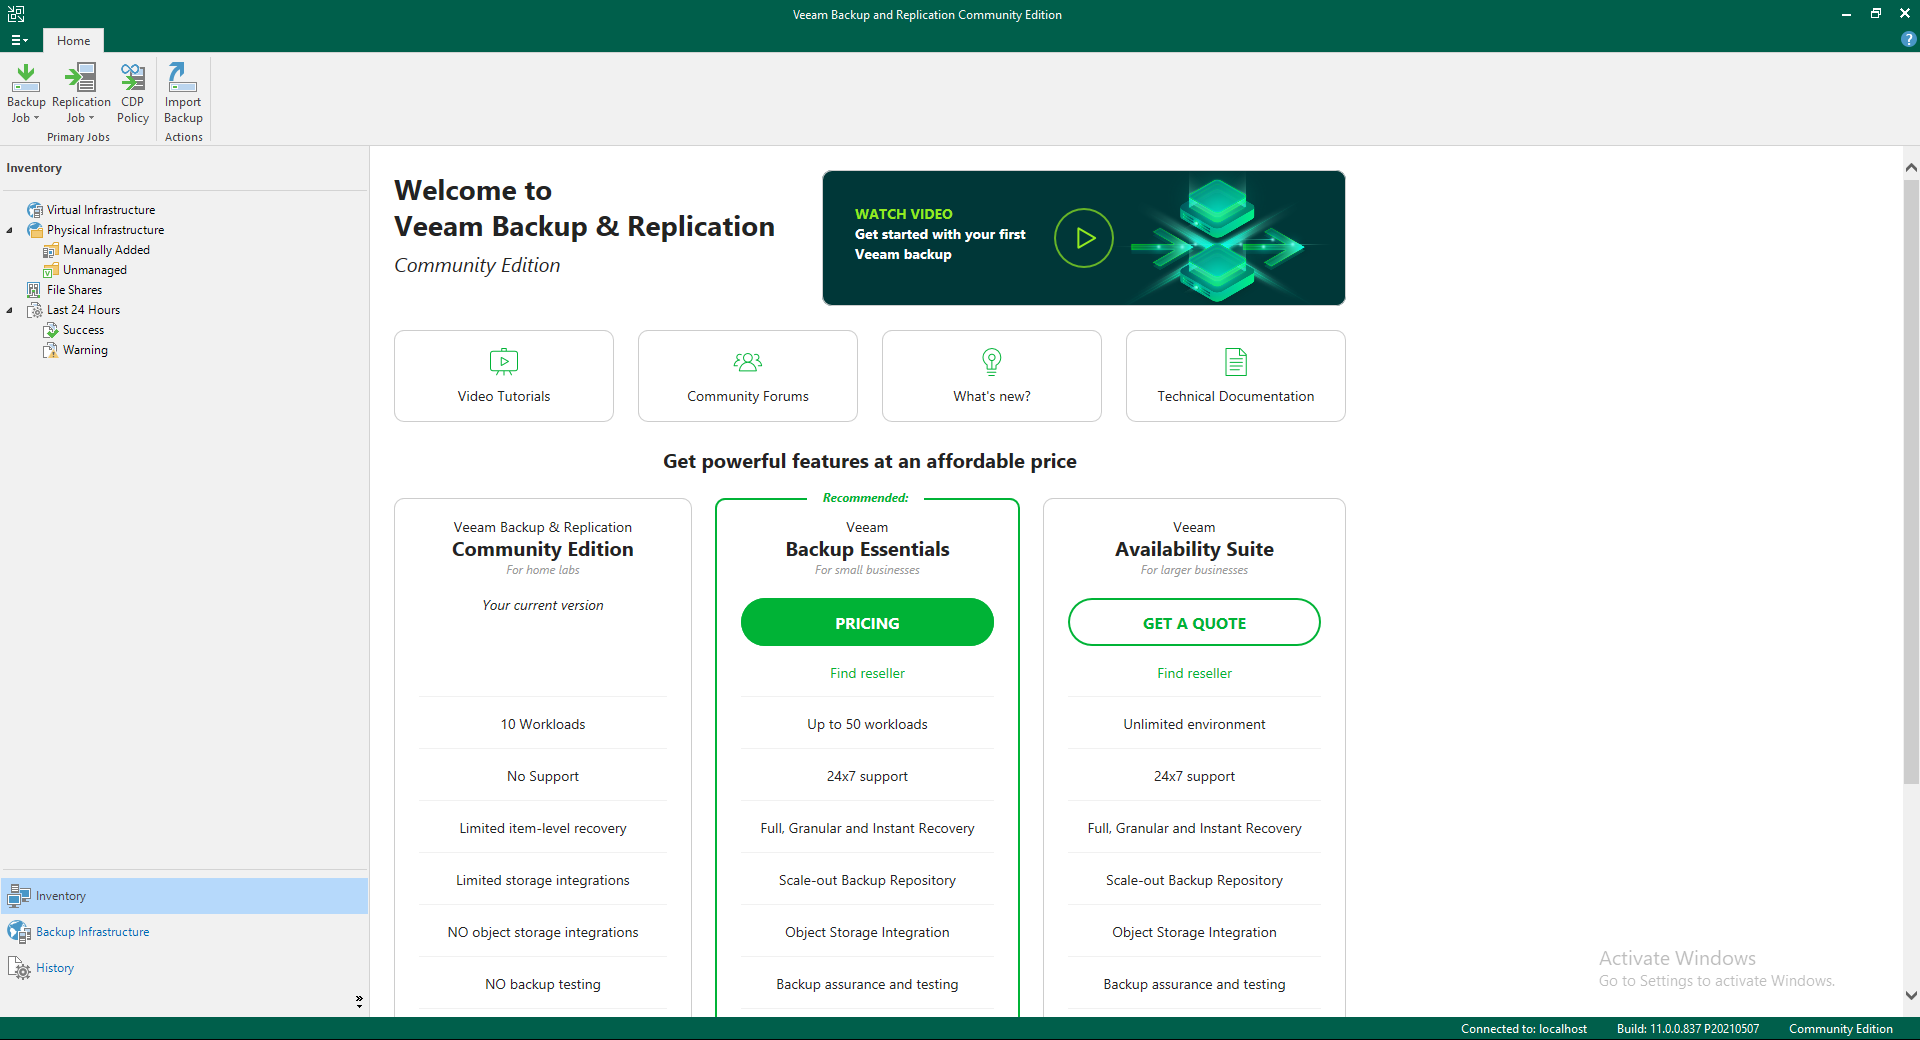 Veeam Backup and Replication Community Edition
Home
Backup Job
Replication Job
CDP Policy
Import Backup
Primary Jobs
Actions
Inventory
Virtual Infrastructure
Physical Infrastructure
Manually Added
Unmanaged
File Shares
Last 24 Hours
Success
Warning
Inventory
Backup Infrastructure
History
Welcome to
Veeam Backup & Replication
Community Edition
WATCH VIDEO
Get started with your first
Veeam backup
Video Tutorials
Community Forums
What's new?
Technical Documentation
Get powerful features at an affordable price
Veeam Backup & Replication
Community Edition
For home labs
Your current version
10 Workloads
No Support
Limited item-level recovery
Limited storage integrations
NO object storage integrations
NO backup testing
Recommended:
Veeam
Backup Essentials
For small businesses
PRICING
Find reseller
Up to 50 workloads
24x7 support
Full, Granular and Instant Recovery
Scale-out Backup Repository
Object Storage Integration
Backup assurance and testing
Veeam
Availability Suite
For larger businesses
GET A QUOTE
Find reseller
Unlimited environment
24x7 support
Full, Granular and Instant Recovery
Scale-out Backup Repository
Object Storage Integration
Backup assurance and testing
Activate Windows
Go to Settings to activate Windows.
Connected to: localhost
Build: 11.0.0.837 P20210507
Community Edition